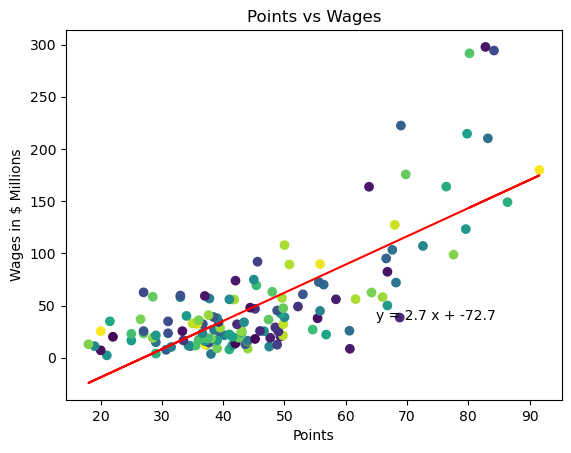 Points vs Wages
Wages in $ Millions
300
250
200
150
100
50
0
y = 2.7 x + -72.7
20 30 40 50 60 70 80 90
Points